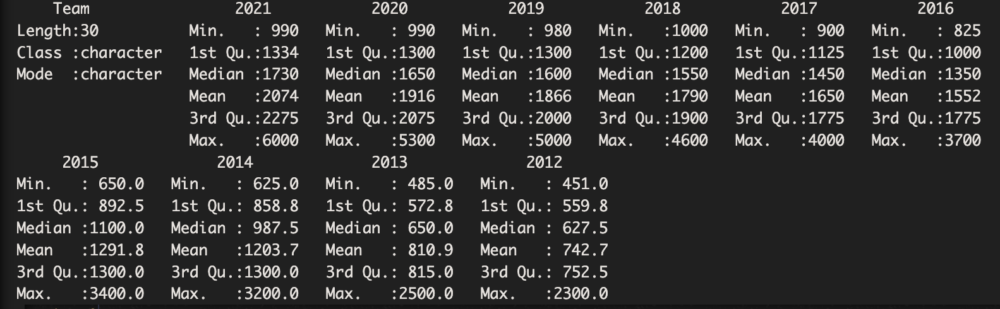 Team 2021 2020 2019 2018 2017 2016
Length:30 Min. : 990 Min. : 990 Min. : 980 Min. :1000 Min. : 900 Min. : 825
Class :character 1st Qu.:1334 1st Qu.:1300 1st Qu.:1300 1st Qu.:1200 1st Qu.:1125 1st Qu.:1000
Mode :character Median :1730 Median :1650 Median :1600 Median :1550 Median :1450 Median :1350
Mean :2074 Mean :1916 Mean :1866 Mean :1790 Mean :1650 Mean :1552
3rd Qu.:2275 3rd Qu.:2075 3rd Qu.:2000 3rd Qu.:1900 3rd Qu.:1775 3rd Qu.:1775
Max. :6000 Max. :5300 Max. :5000 Max. :4600 Max. :4000 Max. :3700
2015 2014 2013 2012
Min. : 650.0 Min. : 625.0 Min. : 485.0 Min. : 451.0
1st Qu.: 892.5 1st Qu.: 858.8 1st Qu.: 572.8 1st Qu.: 559.8
Median :1100.0 Median : 987.5 Median : 650.0 Median : 627.5
Mean :1291.8 Mean :1203.7 Mean : 810.9 Mean : 742.7
3rd Qu.:1300.0 3rd Qu.:1300.0 3rd Qu.: 815.0 3rd Qu.: 752.5
Max. :3400.0 Max. :3200.0 Max. :2500.0 Max. :2300.0